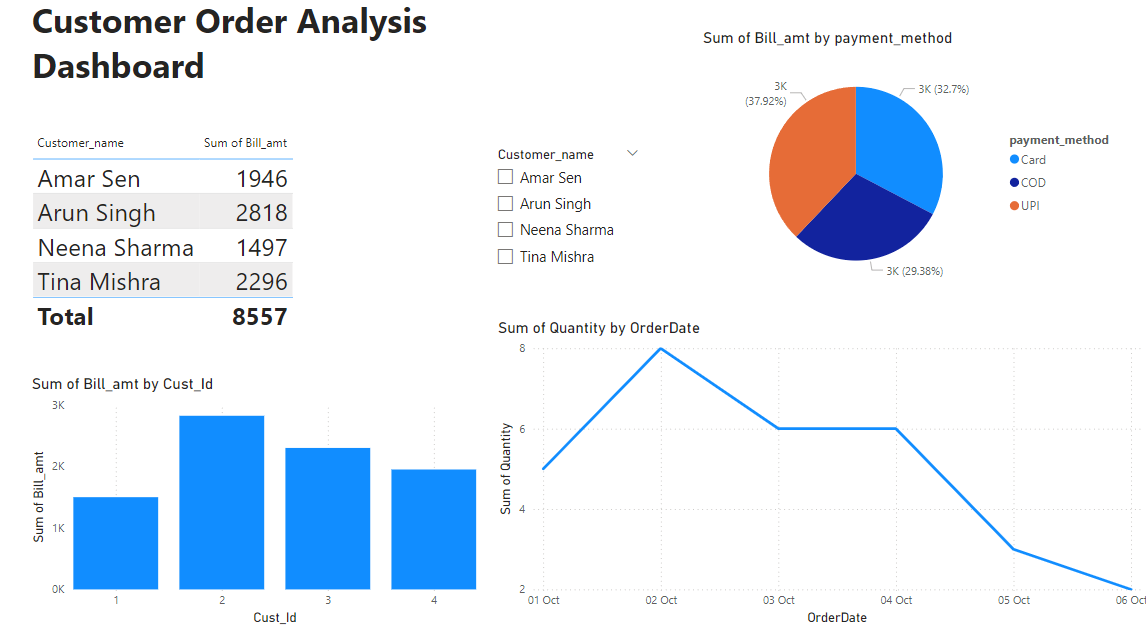 Customer Order Analysis
Dashboard
Customer_name Sum of Bill_amt
Amar Sen 1946
Arun Singh 2818
Neena Sharma 1497
Tina Mishra 2296
Total 8557
Customer_name
Amar Sen
Arun Singh
Neena Sharma
Tina Mishra
Sum of Bill_amt by payment_method
3K
(37.92%)
3K (32.7%)
3K (29.38%)
payment_method
Card
COD
UPI
Sum of Bill_amt by Cust_Id
Sum of Bill_amt
3K
2K
1K
0K
1 2 3 4
Cust_Id
Sum of Quantity by OrderDate
Sum of Quantity
8
6
4
2
01 Oct 02 Oct 03 Oct 04 Oct 05 Oct 06 Oct
OrderDate